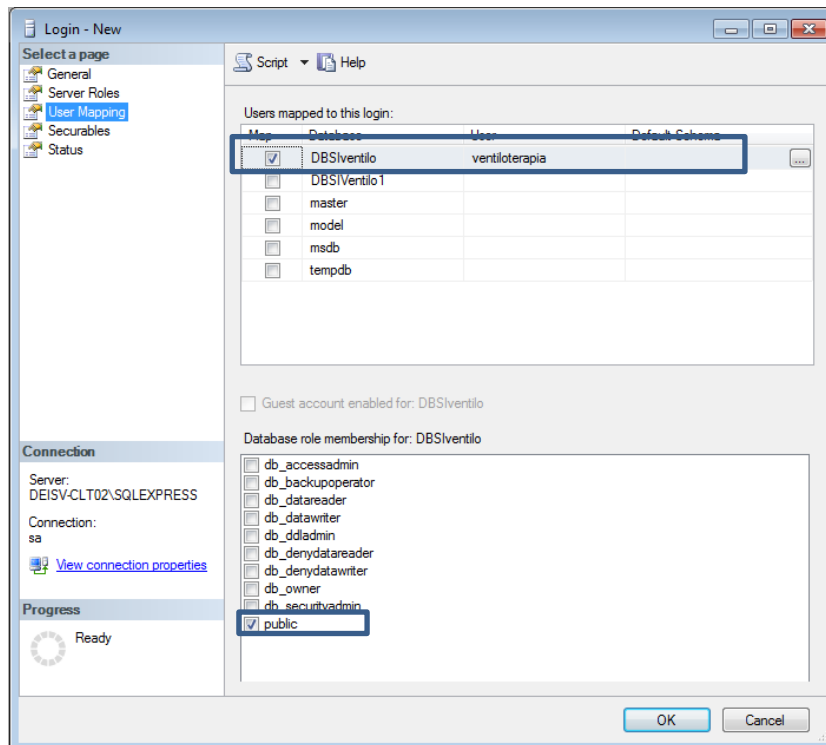 Login - New
Select a page
General
Server Roles
User Mapping
Securables
Status
Script Help
Users mapped to this login:
Map Database User Default Schema
DBSIventilo ventiloterapia ...
DBSIVentilo1
master
model
msdb
tempdb
Guest account enabled for: DBSIventilo
Database role membership for: DBSIventilo
db_accessadmin
db_backupoperator
db_datareader
db_datawriter
db_ddladmin
db_denydatareader
db_denydatawriter
db_owner
db_securityadmin
public
Connection
Server:
DEISV-CLT02\SQLEXPRESS
Connection:
sa
View connection properties
Progress
Ready
OK Cancel